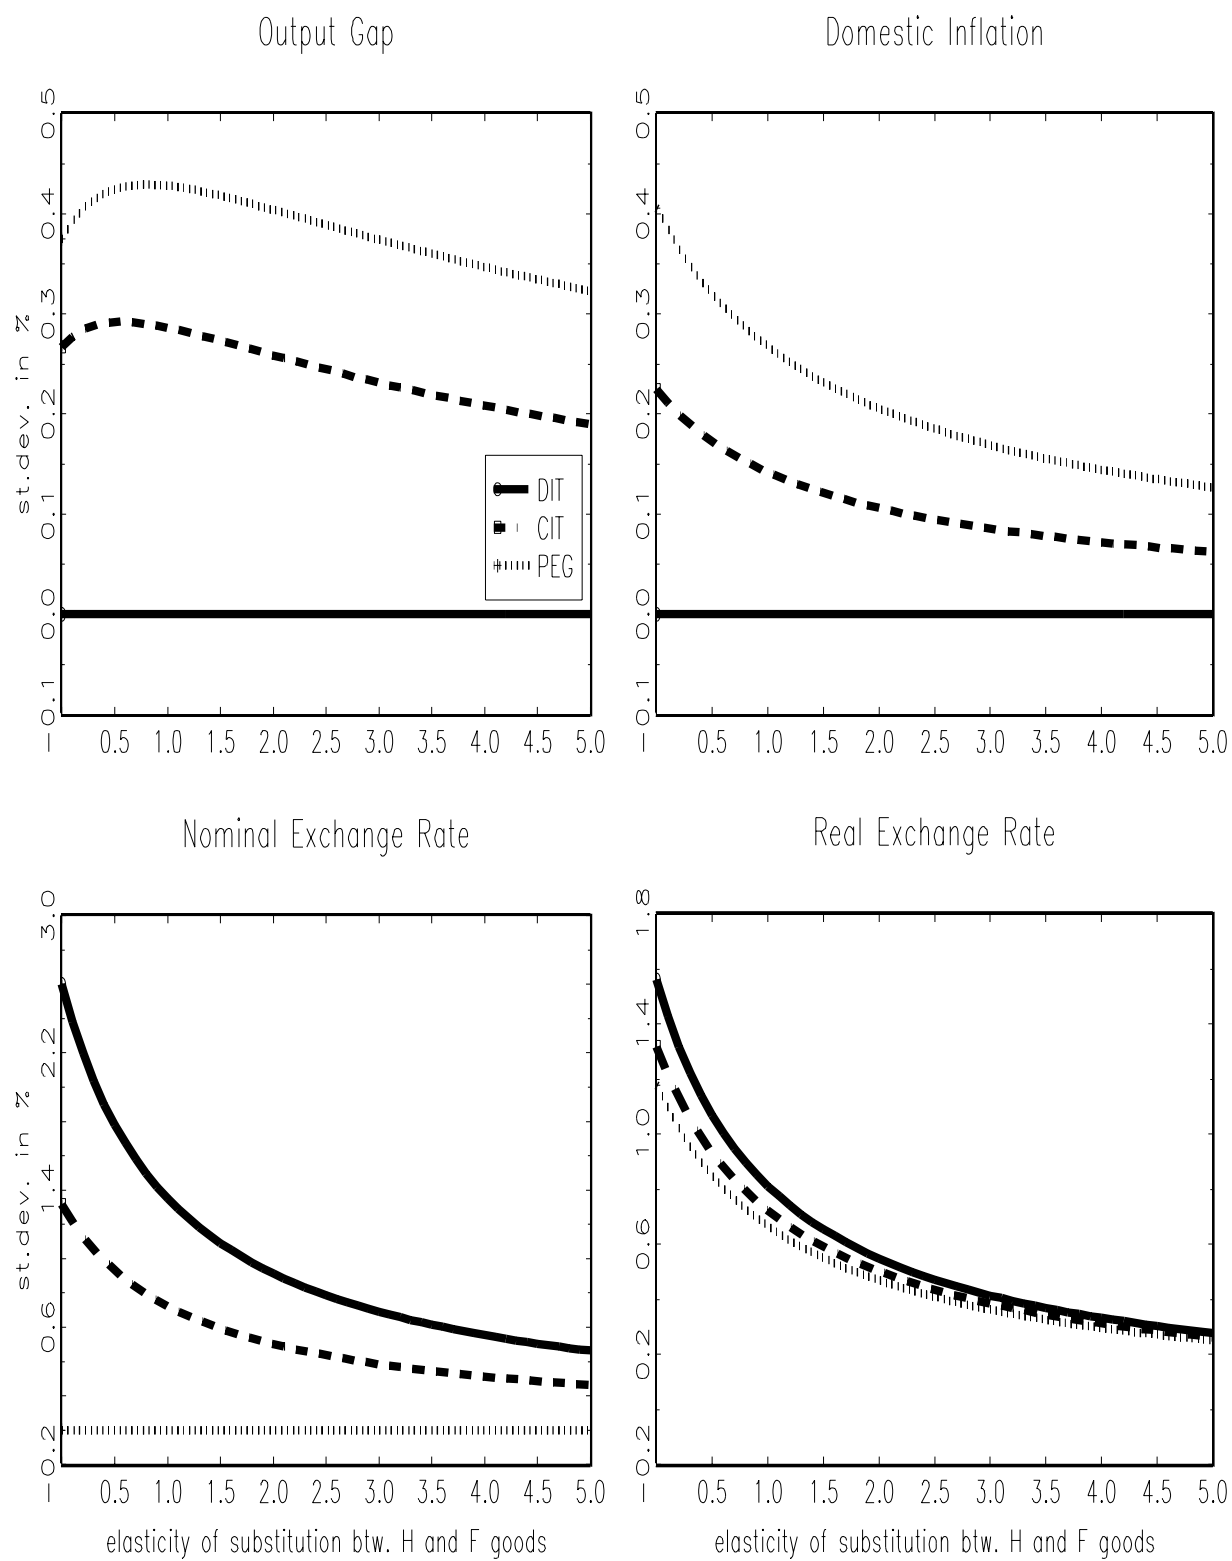 Output Gap
Domestic Inflation
0.5
0.4
0.3
0.2
0.1
0.0
-0.1
st.dev. in %
DIT
CIT
PEG
0.5 1.0 1.5 2.0 2.5 3.0 3.5 4.0 4.5 5.0
0.5
0.4
0.3
0.2
0.1
0.0
-0.1
0.5 1.0 1.5 2.0 2.5 3.0 3.5 4.0 4.5 5.0
Nominal Exchange Rate
Real Exchange Rate
3.0
2.2
1.4
0.6
-0.2
st.dev. in %
0.5 1.0 1.5 2.0 2.5 3.0 3.5 4.0 4.5 5.0
1.8
1.4
1.0
0.6
0.2
-0.2
0.5 1.0 1.5 2.0 2.5 3.0 3.5 4.0 4.5 5.0
elasticity of substitution btw. H and F goods
elasticity of substitution btw. H and F goods